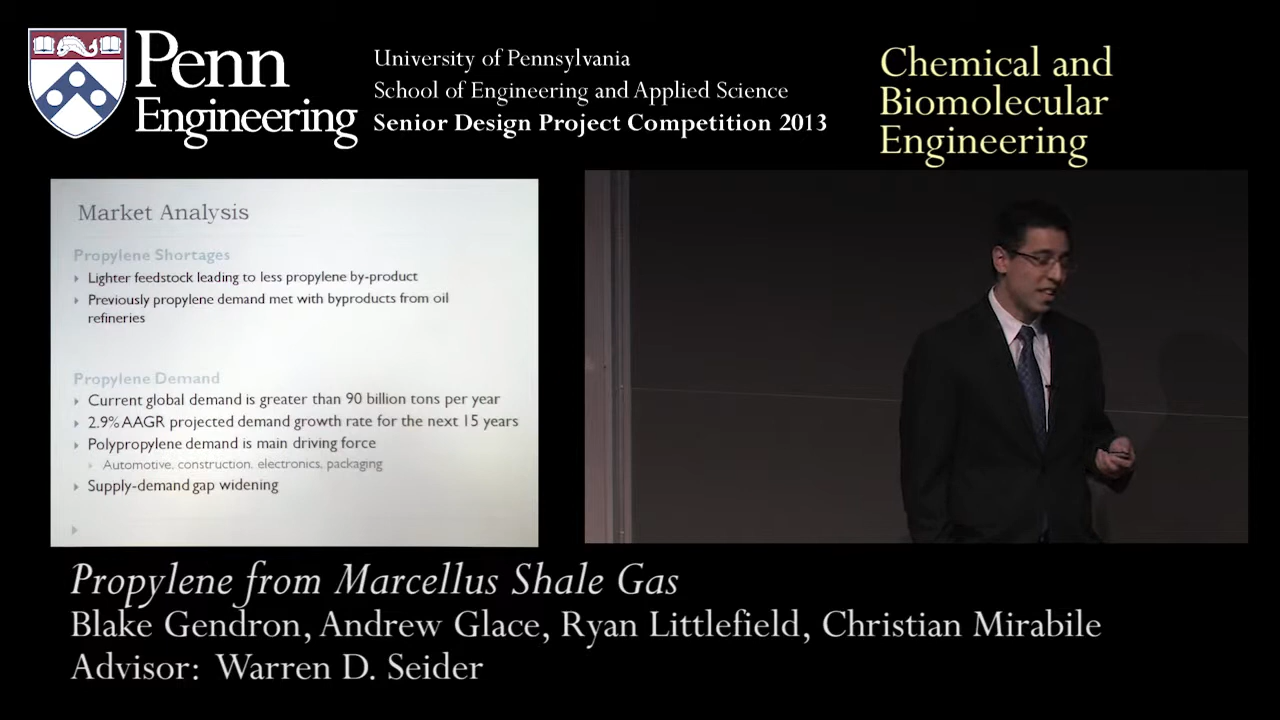 Penn
Engineering
University of Pennsylvania
School of Engineering and Applied Science
Senior Design Project Competition 2013
Chemical and
Biomolecular
Engineering
Market Analysis
Propylene Shortages
Lighter feedstock leading to less propylene by-product
Previously propylene demand met with byproducts from oil
refineries
Propylene Demand
Current global demand is greater than 90 billion tons per year
2.9% AAGR projected demand growth rate for the next 15 years
Polypropylene demand is main driving force
Automotive, construction, electronics, packaging
Supply-demand gap widening
Propylene from Marcellus Shale Gas
Blake Gendron, Andrew Glace, Ryan Littlefield, Christian Mirabile
Advisor: Warren D. Seider